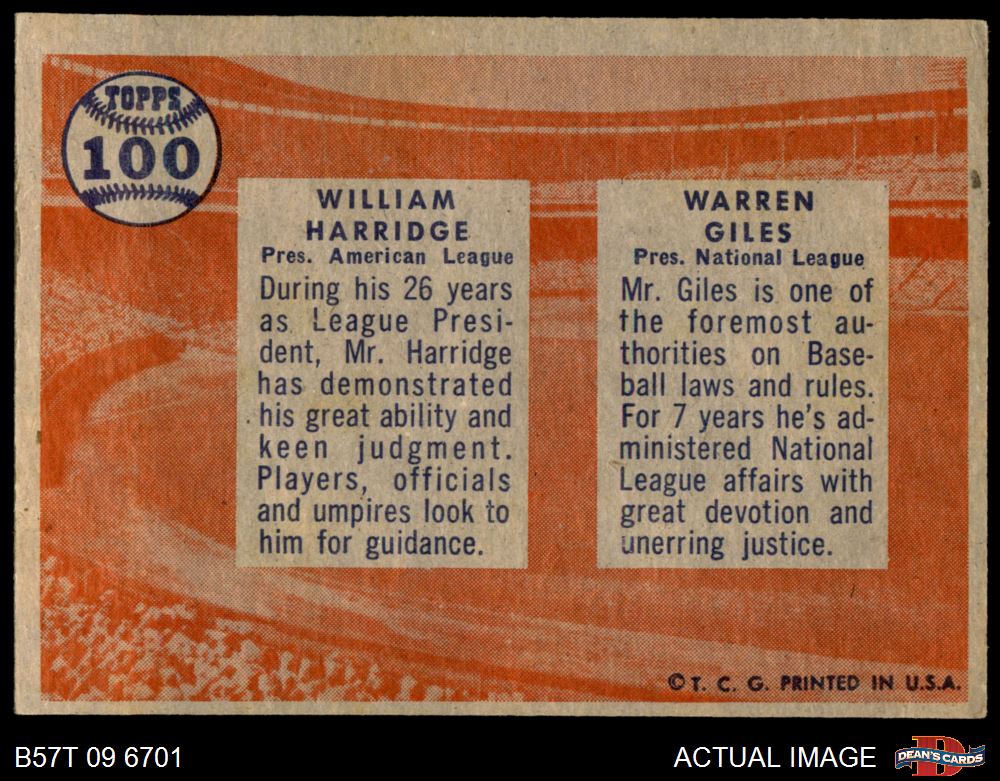 TOPPS
100
WILLIAM
HARRIDGE
Pres. American League
During his 26 years
as League Presi-
dent, Mr. Harridge
has demonstrated
his great ability and
keen judgment.
Players, officials
and umpires look to
him for guidance.
WARREN
GILES
Pres. National League
Mr. Giles is one of
the foremost au-
thorities on Base-
ball laws and rules.
For 7 years he's ad-
ministered National
League affairs with
great devotion and
unerring justice.
© T. C. G. PRINTED IN U.S.A.
B57T 09 6701
ACTUAL IMAGE
D
DEAN'S CARDS